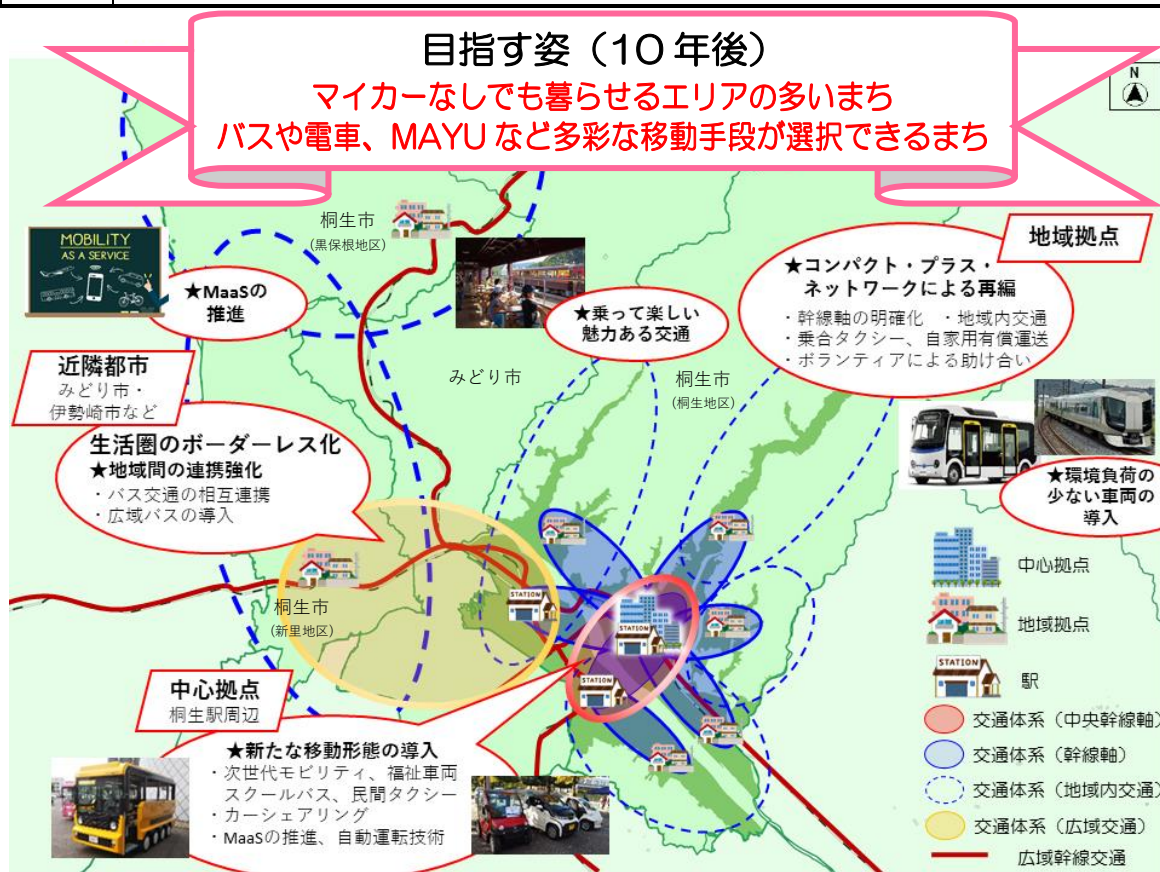 目指す姿（10年後）
マイカーなしでも暮らせるエリアの多いまち
バスや電車、MAYUなど多彩な移動手段が選択できるまち
N
桐生市
(黒保根地区)
MOBILITY
AS A SERVICE
★MaaSの
推進
★乗って楽しい
魅力ある交通
地域拠点
★コンパクト・プラス・
ネットワークによる再編
・幹線軸の明確化　・地域内交通
・乗合タクシー、自家用有償運送
・ボランティアによる助け合い
近隣都市
みどり市・
伊勢崎市など
みどり市
桐生市
(桐生地区)
生活圏のボーダーレス化
★地域間の連携強化
・バス交通の相互連携
・広域バスの導入
★環境負荷の
少ない車両の
導入
桐生市
(新里地区)
STATION
STATION
STATION
中心拠点
桐生駅周辺
★新たな移動形態の導入
・次世代モビリティ、福祉車両
スクールバス、民間タクシー
・カーシェアリング
・MaaSの推進、自動運転技術
中心拠点
地域拠点
STATION
駅
交通体系（中央幹線軸）
交通体系（幹線軸）
交通体系（地域内交通）
交通体系（広域交通）
広域幹線交通